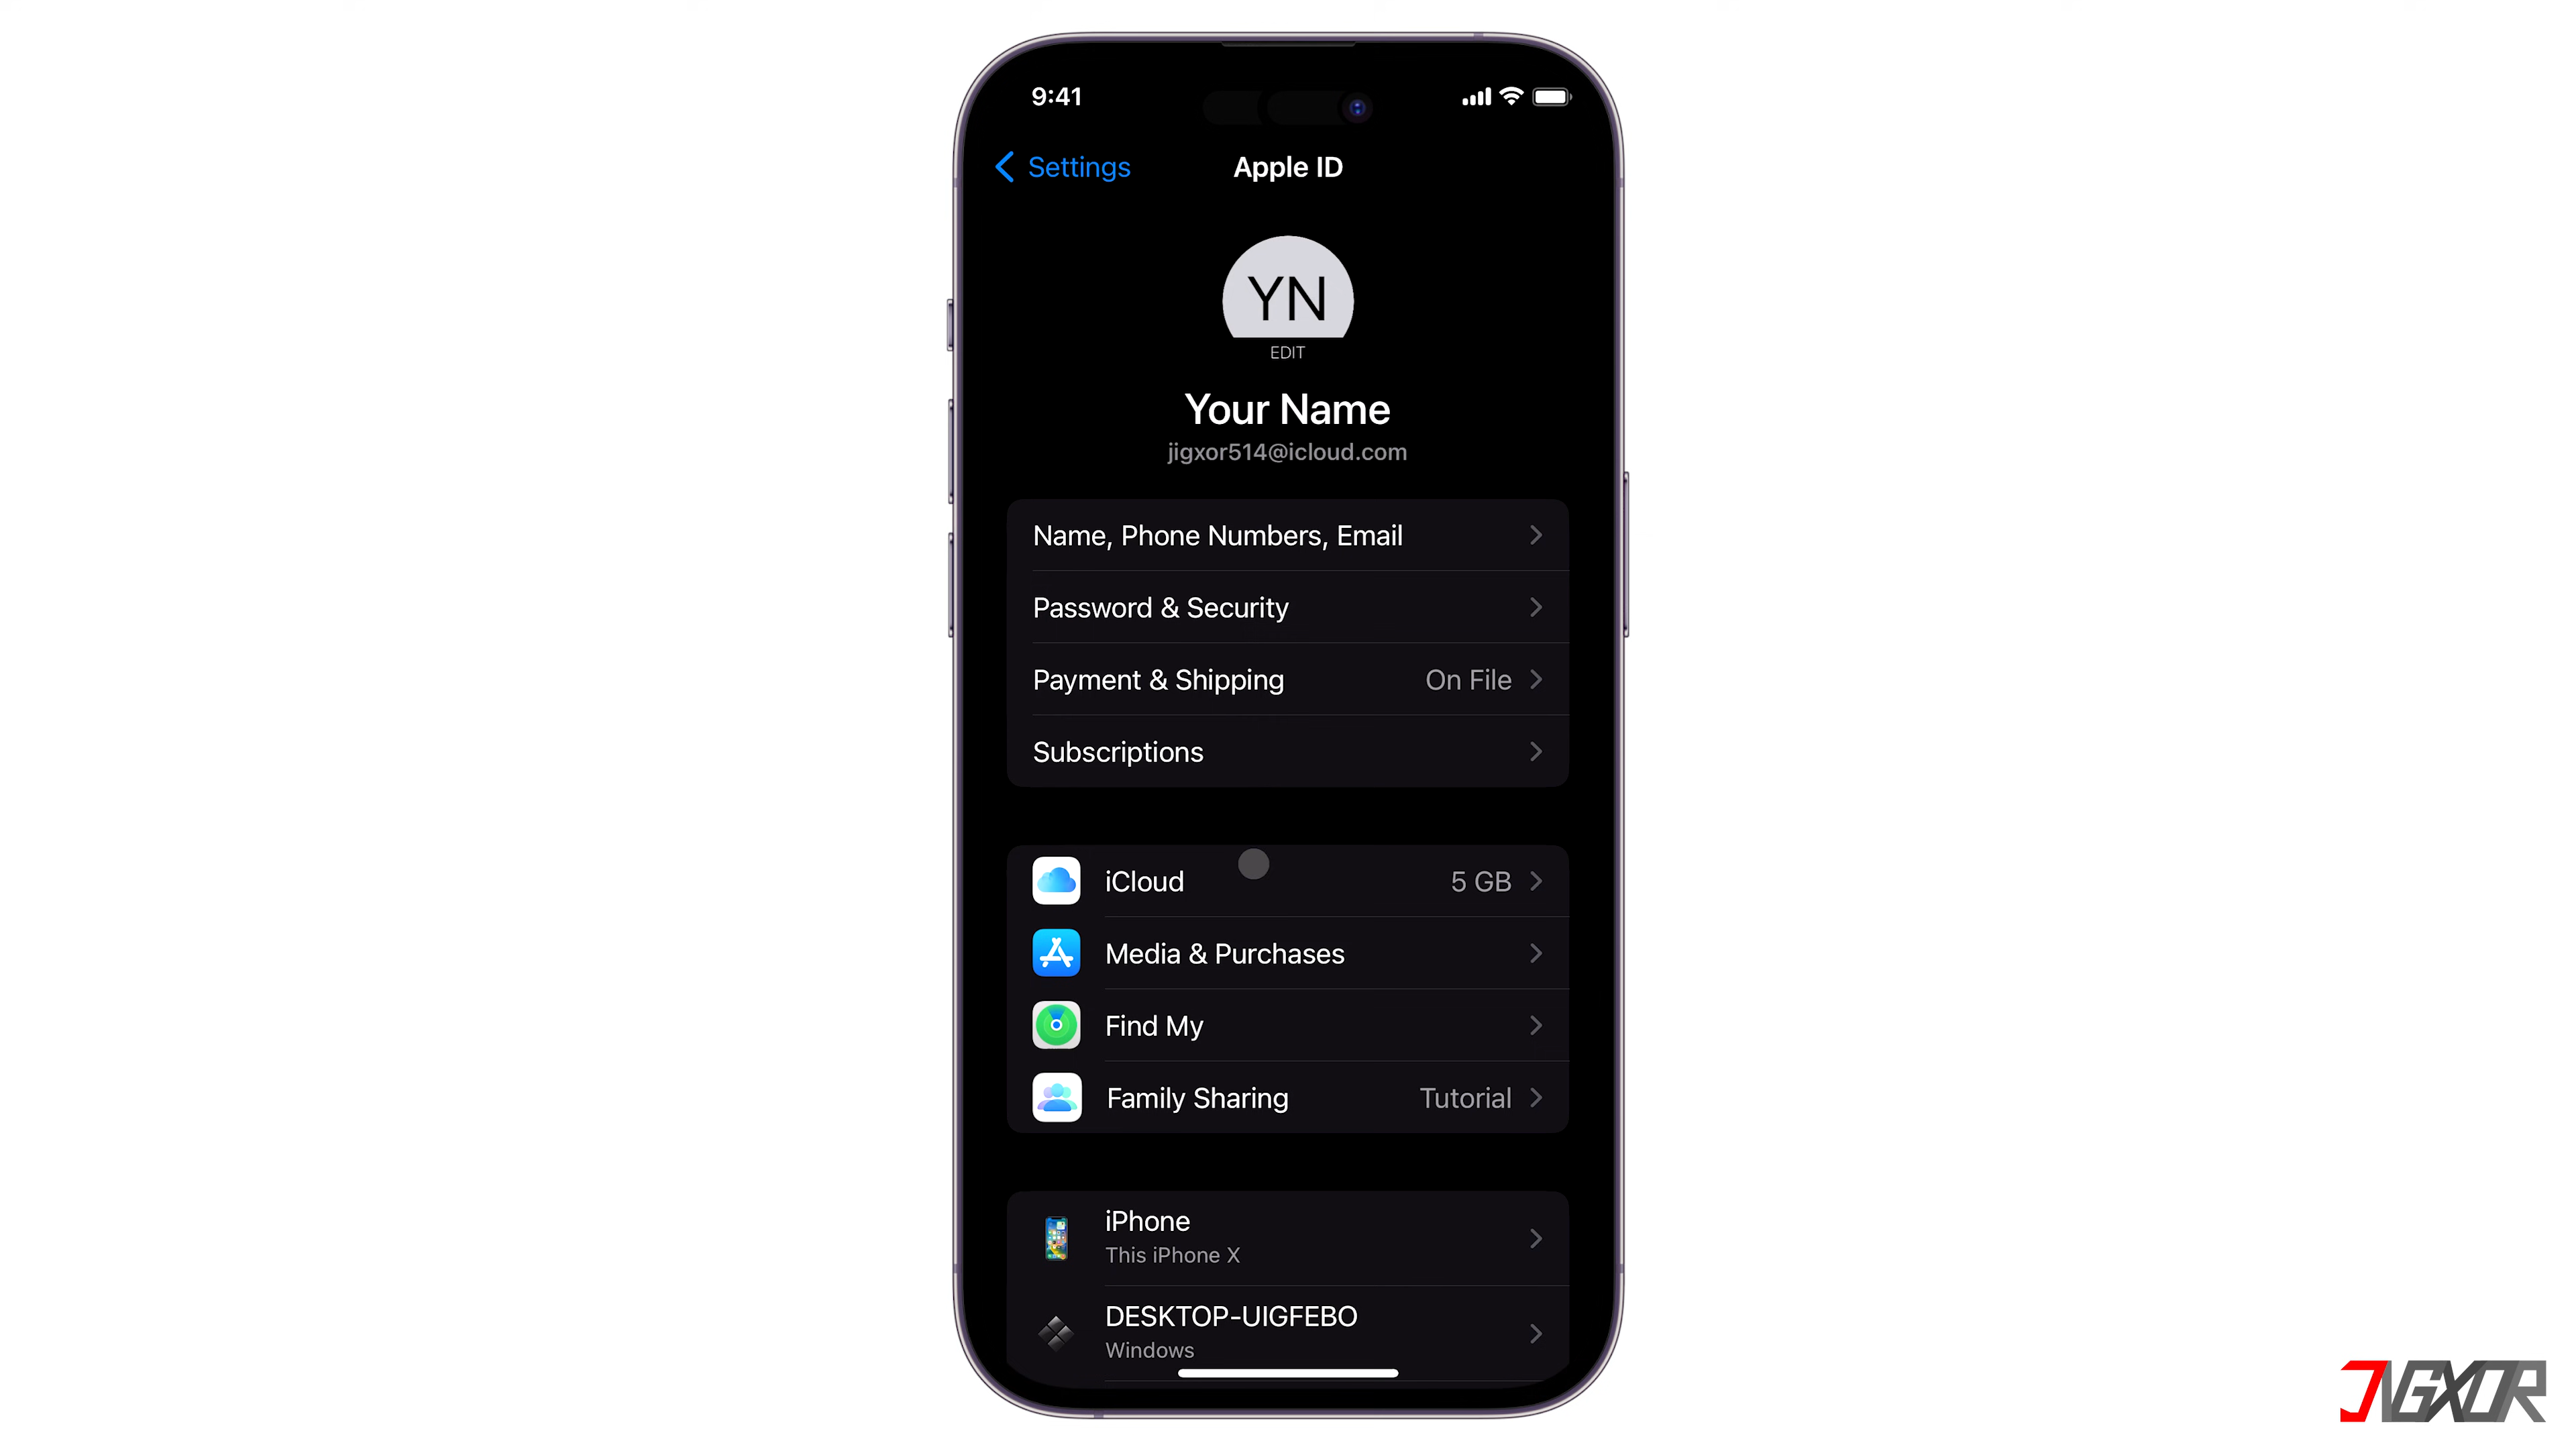 9:41
Settings
Apple ID
YN
EDIT
Your Name
jigxor514@icloud.com
Name, Phone Numbers, Email
Password & Security
Payment & Shipping On File
Subscriptions
iCloud 5 GB
Media & Purchases
Find My
Family Sharing Tutorial
iPhone
This iPhone X
DESKTOP-UIGFEBO
Windows
JIGXOR